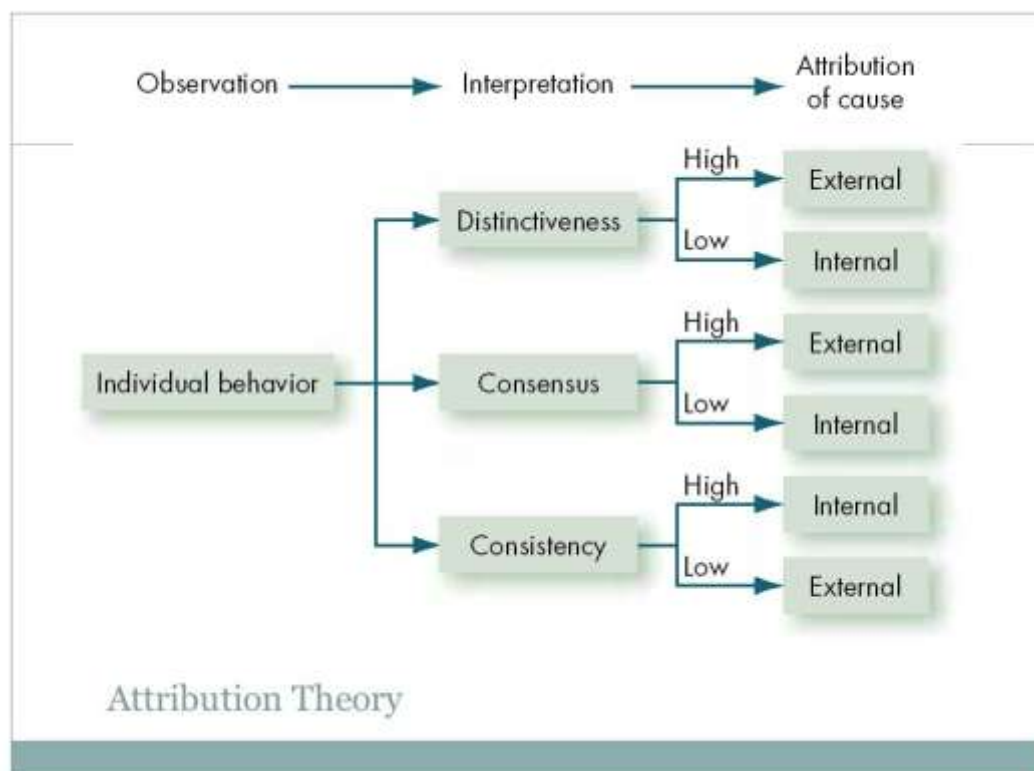 Observation
Interpretation
Attribution
of cause
High
External
Distinctiveness
Low
Internal
High
External
Individual behavior
Consensus
Low
Internal
High
Internal
Consistency
Low
External
Attribution Theory